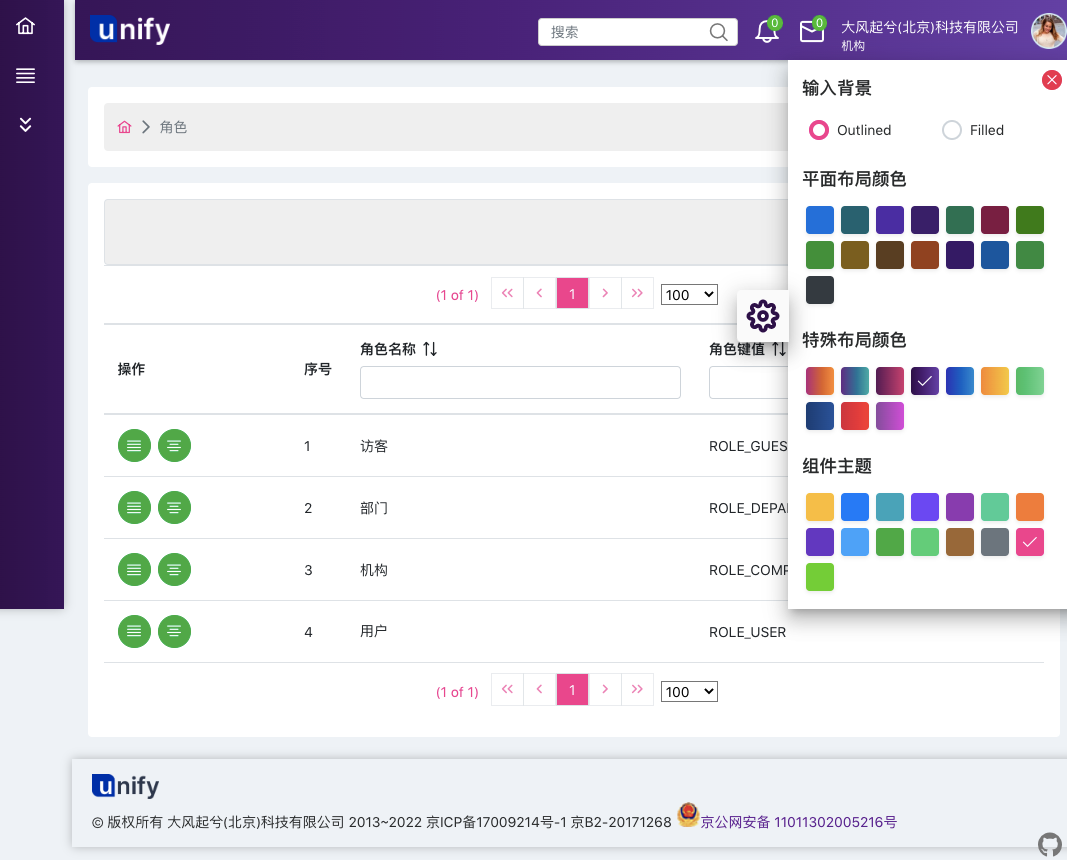 unify
搜索
0
0
大风起兮(北京)科技有限公司
机构
输入背景
Outlined
Filled
角色
平面布局颜色
(1 of 1)
1
100
特殊布局颜色
操作
序号
角色名称
角色键值
1
访客
ROLE_GUES
组件主题
2
部门
ROLE_DEPA
3
机构
ROLE_COMP
4
用户
ROLE_USER
(1 of 1)
1
100
unify
© 版权所有 大风起兮(北京)科技有限公司 2013~2022 京ICP备17009214号-1 京B2-20171268 京公网安备 11011302005216号